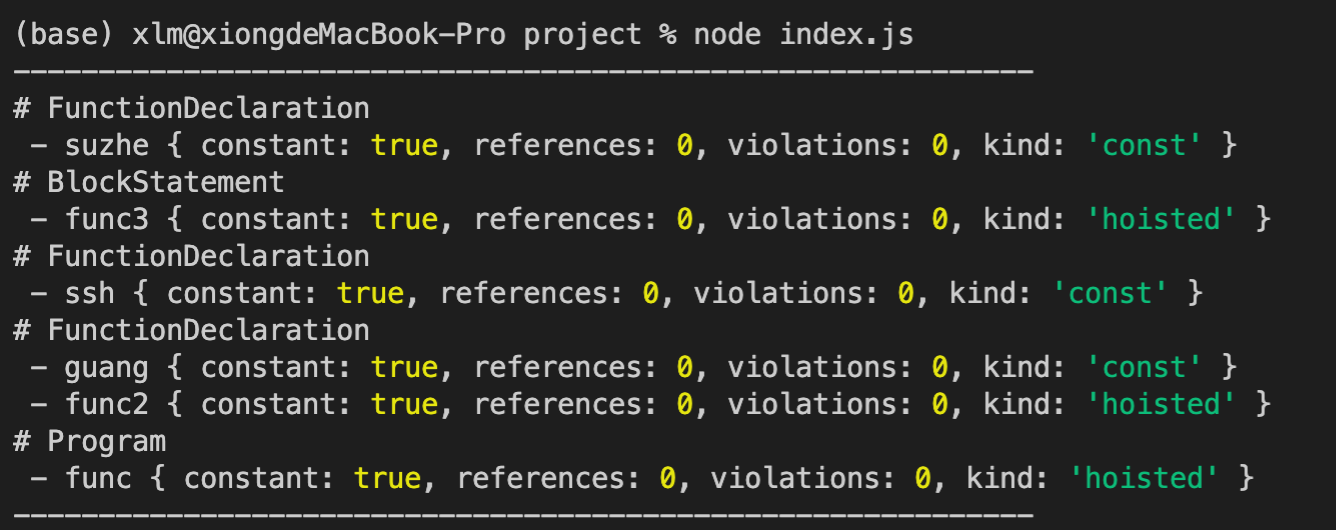 (base) xlm@xiongdeMacBook-Pro project % node index.js
------------------------------------------------------------
# FunctionDeclaration
 - suzhe { constant: true, references: 0, violations: 0, kind: 'const' }
# BlockStatement
 - func3 { constant: true, references: 0, violations: 0, kind: 'hoisted' }
# FunctionDeclaration
 - ssh { constant: true, references: 0, violations: 0, kind: 'const' }
# FunctionDeclaration
 - guang { constant: true, references: 0, violations: 0, kind: 'const' }
 - func2 { constant: true, references: 0, violations: 0, kind: 'hoisted' }
# Program
 - func { constant: true, references: 0, violations: 0, kind: 'hoisted' }
------------------------------------------------------------